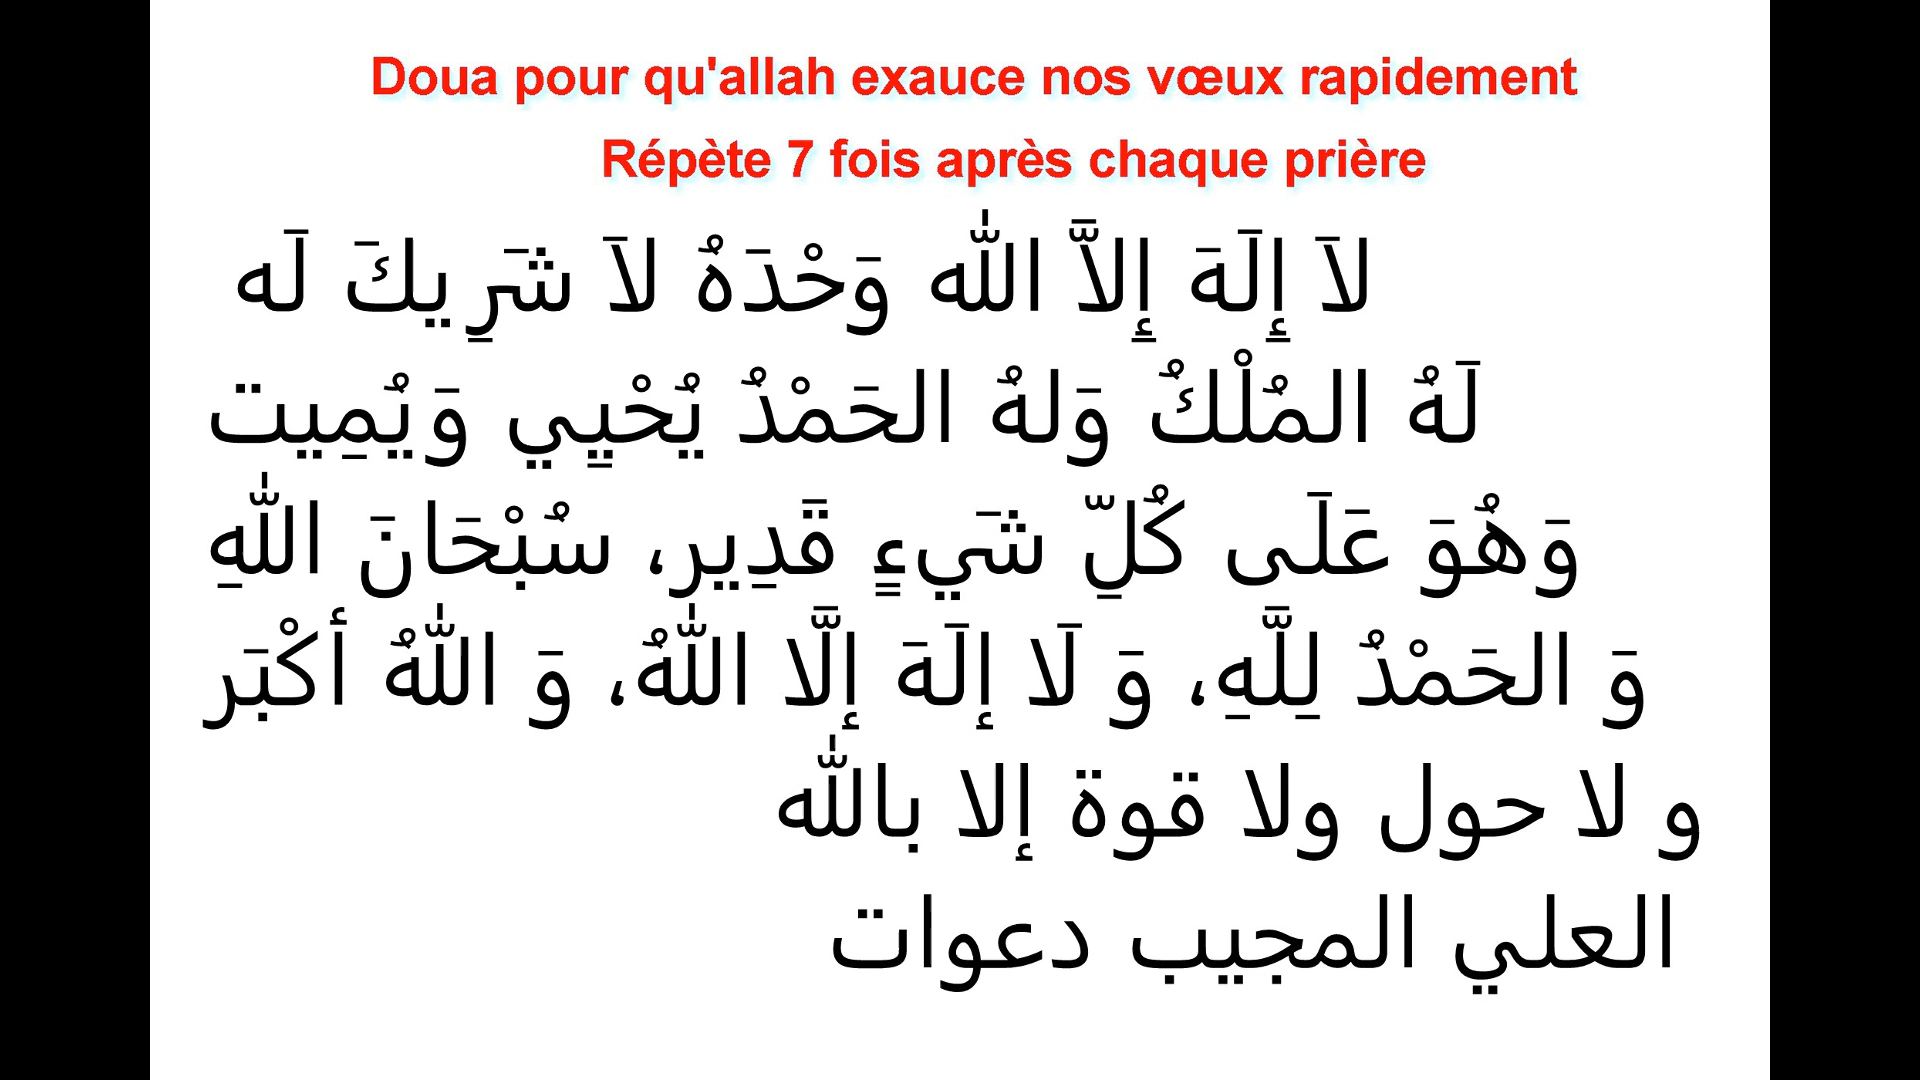 Doua pour qu'allah exauce nos vœux rapidement
Répète 7 fois après chaque prière
لاَ إِلَهَ إِلاَّ الله وَحْدَهُ لاَ شَرِيكَ لَه
لَهُ المُلْكُ وَلهُ الحَمْدُ يُحْيِي وَيُمِيت
وَهُوَ عَلَى كُلِّ شَيءٍ قَدِير، سُبْحَانَ اللهِ
وَ الحَمْدُ لِلَّهِ، وَ لَا إلَهَ إلَّا اللهُ، وَ اللهُ أكْبَر
و لا حول ولا قوة إلا بالله
العلي المجيب دعوات